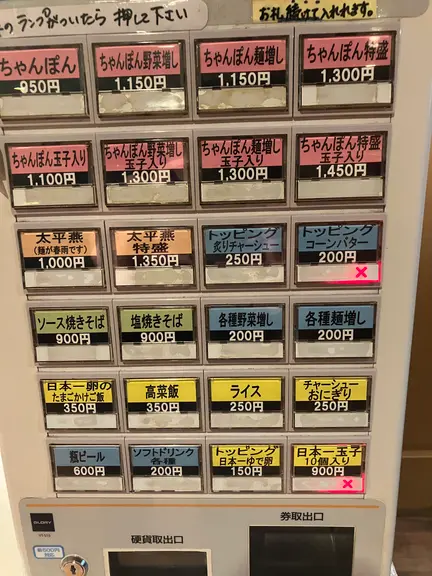 のランプがついたら 押して下さい
お札続けて入れれます。
ちゃんぽん
950円
ちゃんぽん野菜増し
1,150円
ちゃんぽん麺増し
1,150円
ちゃんぽん特盛
1,300円
ちゃんぽん玉子入り
1,100円
ちゃんぽん野菜増し
玉子入り
1,300円
ちゃんぽん麺増し
玉子入り
1,300円
ちゃんぽん特盛
玉子入り
1,450円
太平燕
(麺が春雨です)
1,000円
太平燕
特盛
1,350円
トッピング
炙りチャーシュー
250円
トッピング
コーンバター
200円
×
ソース焼きそば
900円
塩焼きそば
900円
各種野菜増し
200円
各種麺増し
200円
日本一卵の
たまごかけご飯
350円
高菜飯
350円
ライス
250円
チャーシュー
おにぎり
250円
瓶ビール
600円
ソフトドリンク
各種
200円
トッピング
日本一ゆで卵
150円
日本一玉子
10個入り
900円
×
GLORY
硬貨取出口
券取出口
新500円
対応